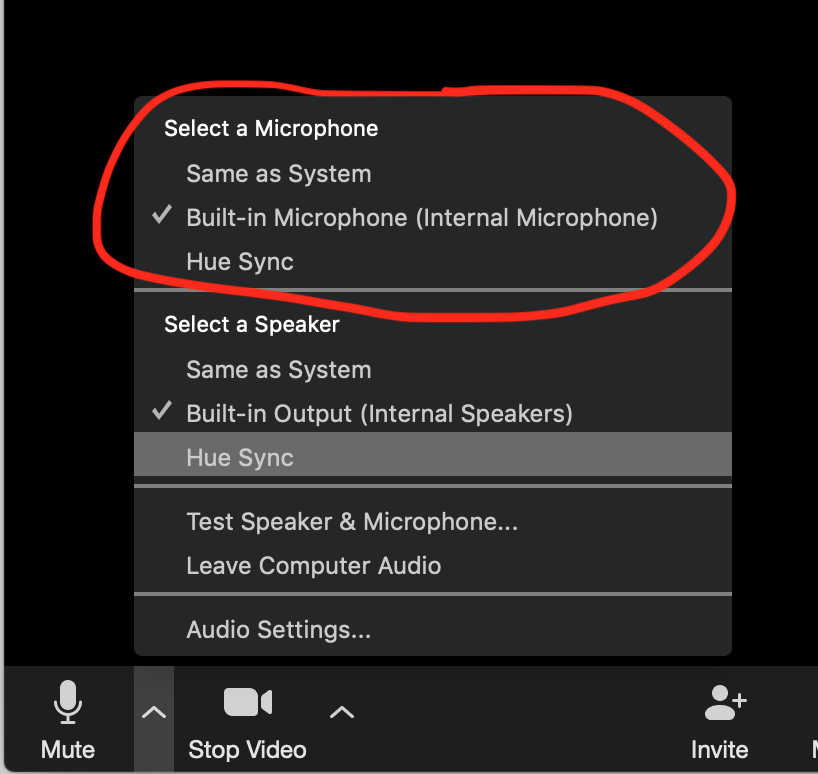 Select a Microphone
Same as System
Built-in Microphone (Internal Microphone)
Hue Sync
Select a Speaker
Same as System
Built-in Output (Internal Speakers)
Hue Sync
Test Speaker & Microphone...
Leave Computer Audio
Audio Settings...
Mute
Stop Video
Invite